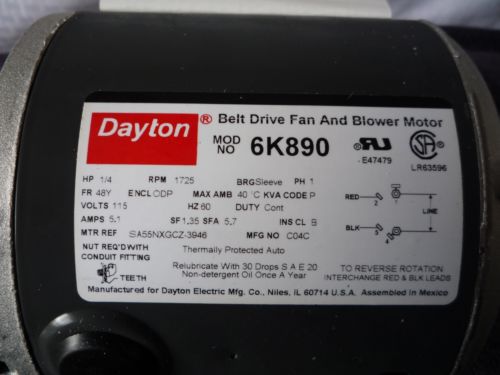 Dayton ® Belt Drive Fan And Blower Motor
MOD NO 6K890
E47479
LR63596
HP 1/4 RPM 1725 BRG Sleeve PH 1
FR 48Y ENCL ODP MAX AMB 40 °C KVA CODE P
VOLTS 115 HZ 60 DUTY Cont
AMPS 5.1 SF 1.35 SFA 5.7 INS CL B
MTR REF SA55NXGCZ-3946 MFG NO C04C
NUT REQ'D WITH CONDUIT FITTING
TEETH
Thermally Protected Auto
Relubricate With 30 Drops S A E 20
Non-detergent Oil Once A Year
RED 2 1
LINE
BLK 5 4
TO REVERSE ROTATION
INTERCHANGE RED & BLK LEADS
Manufactured for Dayton Electric Mfg. Co., Niles, IL 60714 U.S.A. Assembled in Mexico